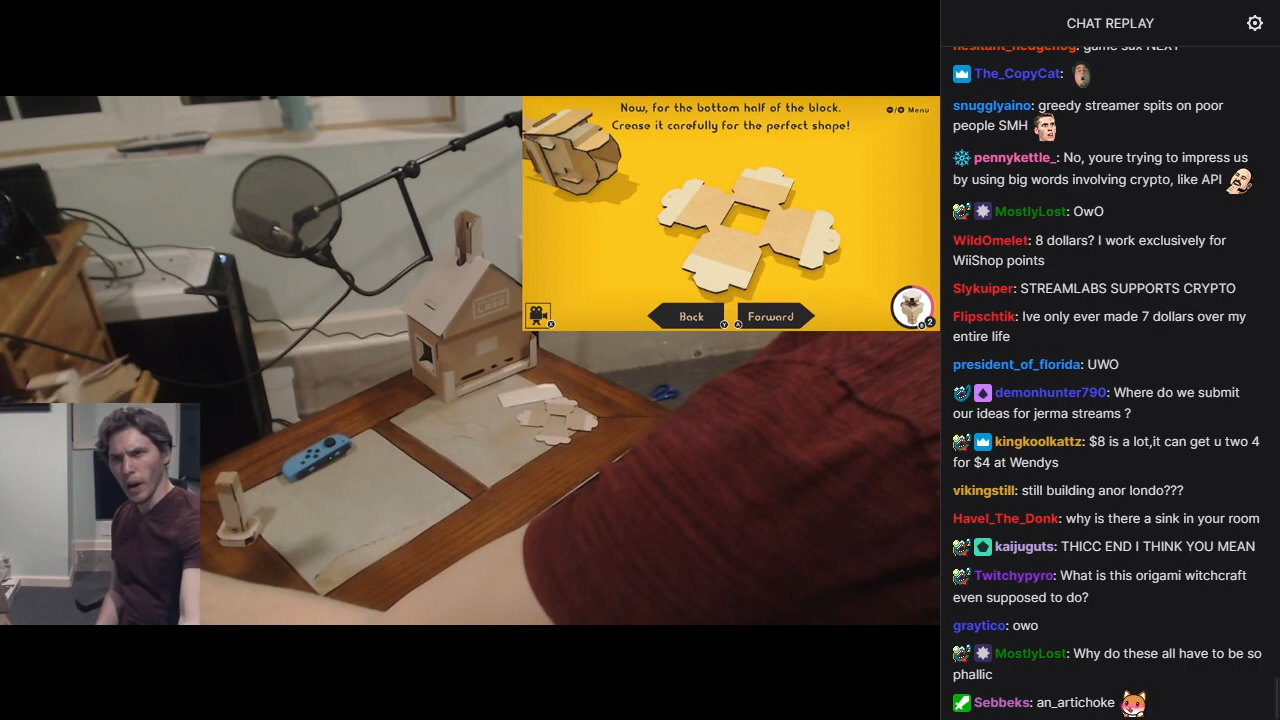 CHAT REPLAY
hesitant_hedgehog: game sax NEXT
The_CopyCat:
snugglyaino: greedy streamer spits on poor
people SMH
pennykettle_: No, youre trying to impress us
by using big words involving crypto, like API
MostlyLost: OwO
WildOmelet: 8 dollars? I work exclusively for
WiiShop points
Slykuiper: STREAMLABS SUPPORTS CRYPTO
Flipschtik: Ive only ever made 7 dollars over my
entire life
president_of_florida: UWO
demonhunter790: Where do we submit
our ideas for jerma streams ?
kingkoolkattz: $8 is a lot,it can get u two 4
for $4 at Wendys
vikingstill: still building anor londo???
Havel_The_Donk: why is there a sink in your room
kaijuguts: THICC END I THINK YOU MEAN
Twitchypyro: What is this origami witchcraft
even supposed to do?
graytico: owo
MostlyLost: Why do these all have to be so
phallic
Sebbeks: an_artichoke
Now, for the bottom half of the block.
Crease it carefully for the perfect shape!
-/+ Menu
X
Back
Y
Forward
A
2
LABO